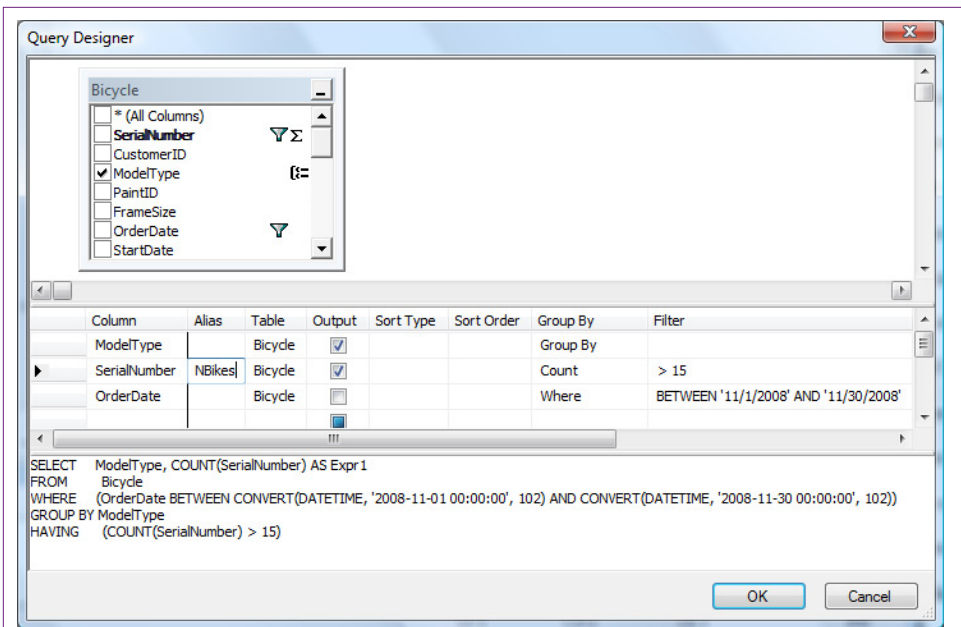 Query Designer
Bicycle
* (All Columns)
SerialNumber Σ
CustomerID
ModelType
PaintID
FrameSize
OrderDate
StartDate
Column Alias Table Output Sort Type Sort Order Group By Filter
ModelType Bicycle Group By
SerialNumber NBikes Bicycle Count > 15
OrderDate Bicycle Where BETWEEN '11/1/2008' AND '11/30/2008'
SELECT ModelType, COUNT(SerialNumber) AS Expr1
FROM Bicycle
WHERE (OrderDate BETWEEN CONVERT(DATETIME, '2008-11-01 00:00:00', 102) AND CONVERT(DATETIME, '2008-11-30 00:00:00', 102))
GROUP BY ModelType
HAVING (COUNT(SerialNumber) > 15)
OK Cancel